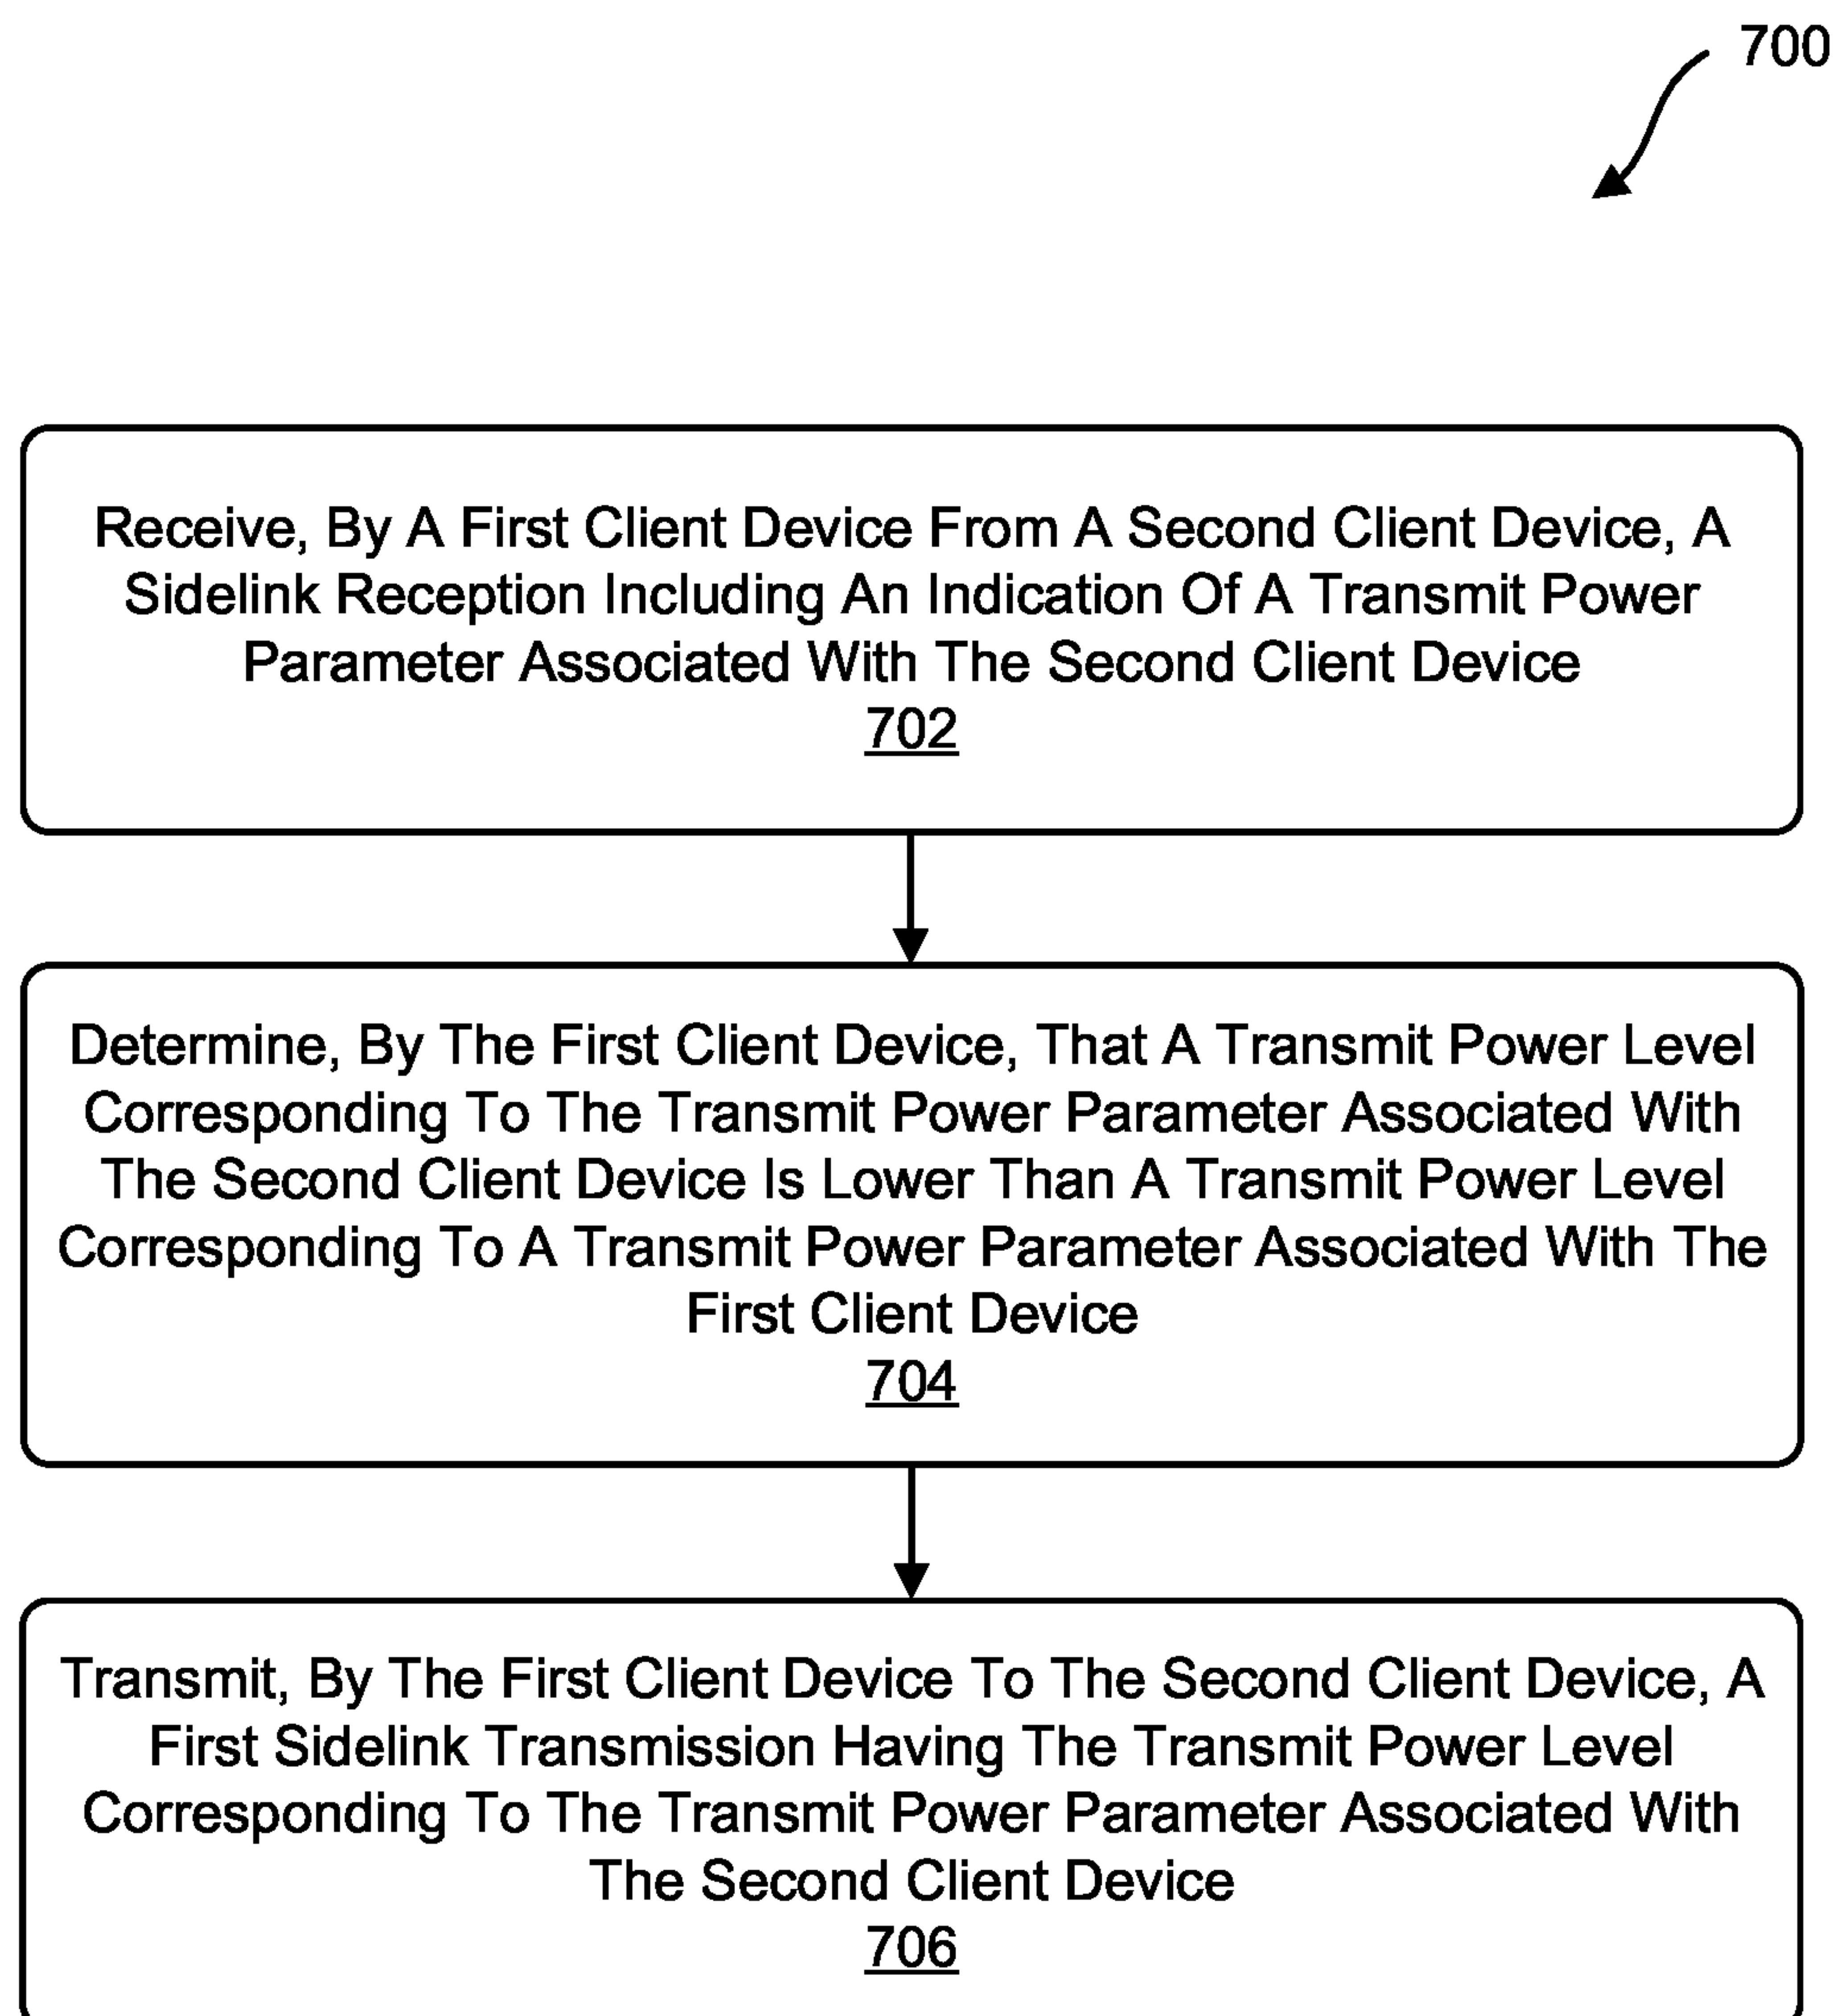 700
Receive, By A First Client Device From A Second Client Device, A
Sidelink Reception Including An Indication Of A Transmit Power
Parameter Associated With The Second Client Device
702
Determine, By The First Client Device, That A Transmit Power Level
Corresponding To The Transmit Power Parameter Associated With
The Second Client Device Is Lower Than A Transmit Power Level
Corresponding To A Transmit Power Parameter Associated With The
First Client Device
704
Transmit, By The First Client Device To The Second Client Device, A
First Sidelink Transmission Having The Transmit Power Level
Corresponding To The Transmit Power Parameter Associated With
The Second Client Device
706